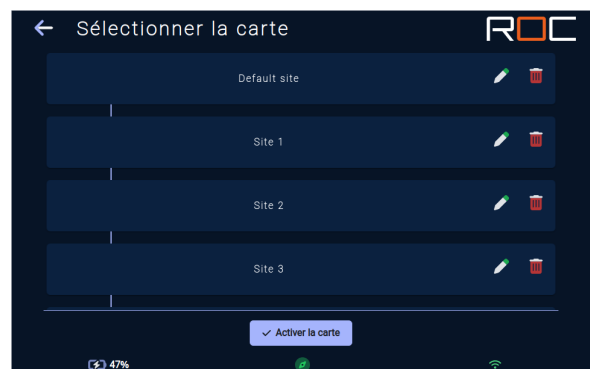 Sélectionner la carte
ROC
Default site
Site 1
Site 2
Site 3
Activer la carte
47%